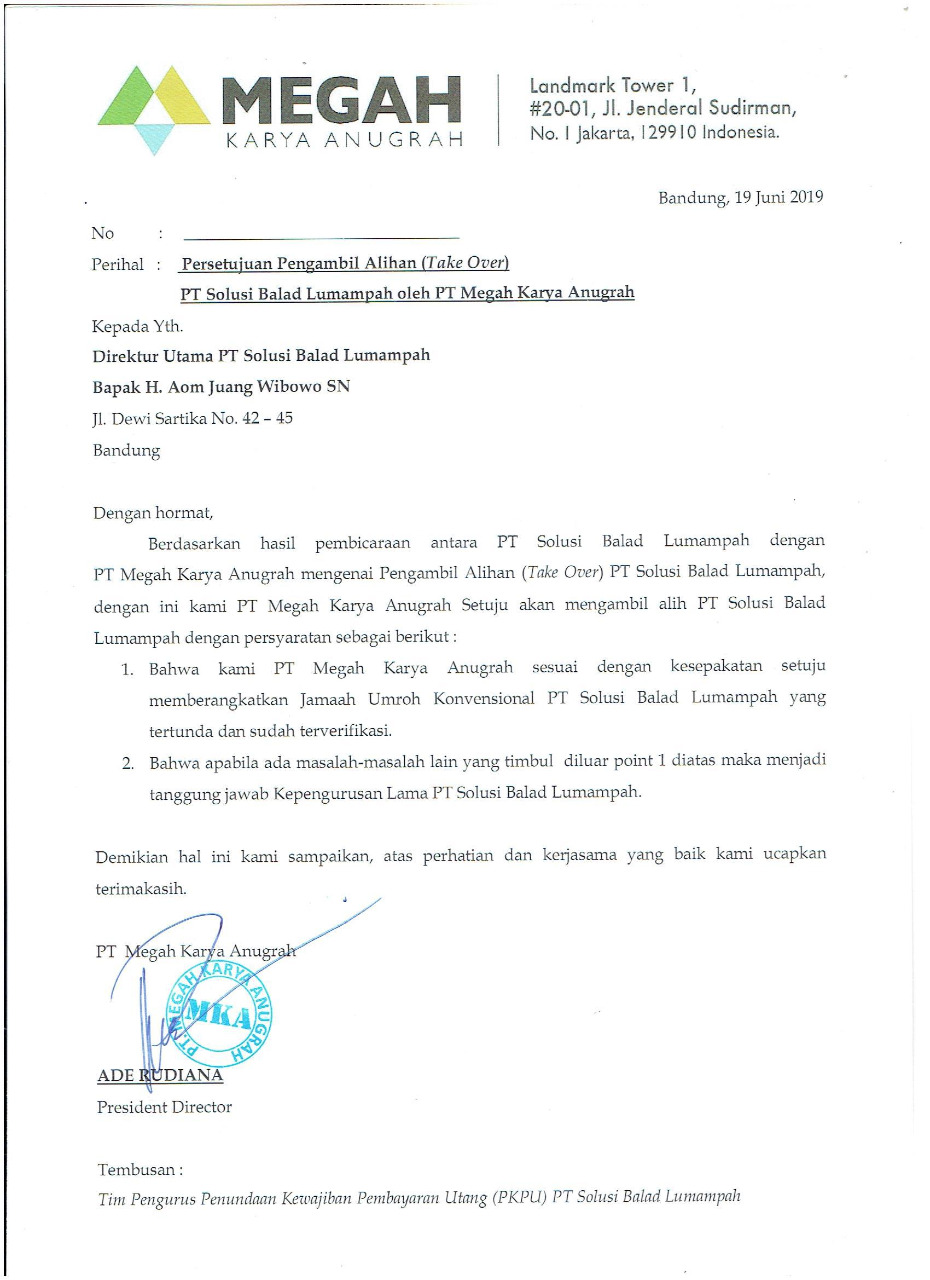 MEGAH
KARYA ANUGRAH
Landmark Tower 1,
#20-01, Jl. Jenderal Sudirman,
No. 1 Jakarta, 129910 Indonesia.
Bandung, 19 Juni 2019
No : ______________________________
Perihal : Persetujuan Pengambil Alihan (Take Over)
PT Solusi Balad Lumampah oleh PT Megah Karya Anugrah
Kepada Yth.
Direktur Utama PT Solusi Balad Lumampah
Bapak H. Aom Juang Wibowo SN
Jl. Dewi Sartika No. 42 – 45
Bandung
Dengan hormat,
Berdasarkan hasil pembicaraan antara PT Solusi Balad Lumampah dengan
PT Megah Karya Anugrah mengenai Pengambil Alihan (Take Over) PT Solusi Balad Lumampah,
dengan ini kami PT Megah Karya Anugrah Setuju akan mengambil alih PT Solusi Balad
Lumampah dengan persyaratan sebagai berikut :
1. Bahwa kami PT Megah Karya Anugrah sesuai dengan kesepakatan setuju
memberangkatkan Jamaah Umroh Konvensional PT Solusi Balad Lumampah yang
tertunda dan sudah terverifikasi.
2. Bahwa apabila ada masalah-masalah lain yang timbul diluar point 1 diatas maka menjadi
tanggung jawab Kepengurusan Lama PT Solusi Balad Lumampah.
Demikian hal ini kami sampaikan, atas perhatian dan kerjasama yang baik kami ucapkan
terimakasih.
PT Megah Karya Anugrah
PT. MEGAH KARYA ANUGRAH
MKA
ADE RUDIANA
President Director
Tembusan :
Tim Pengurus Penundaan Kewajiban Pembayaran Utang (PKPU) PT Solusi Balad Lumampah